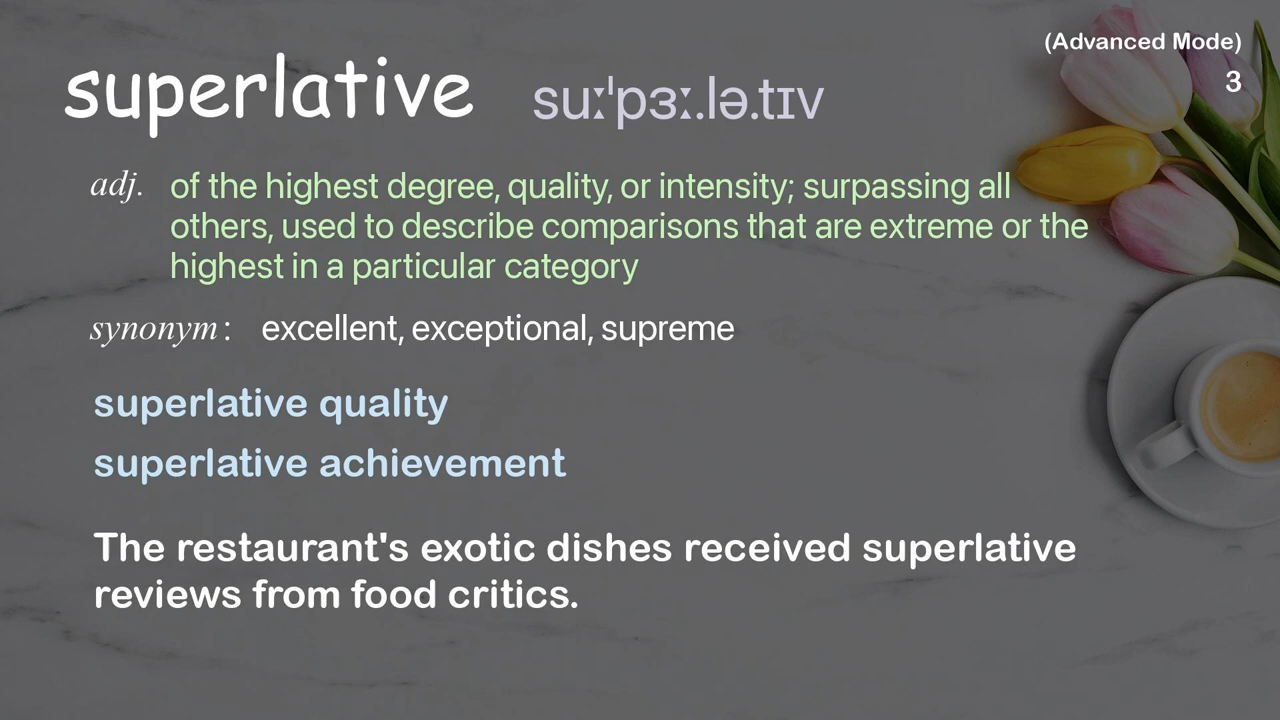 (Advanced Mode)
3
superlative suːˈpɜː.lə.tɪv
adj. of the highest degree, quality, or intensity; surpassing all
others, used to describe comparisons that are extreme or the
highest in a particular category
synonym: excellent, exceptional, supreme
superlative quality
superlative achievement
The restaurant's exotic dishes received superlative
reviews from food critics.